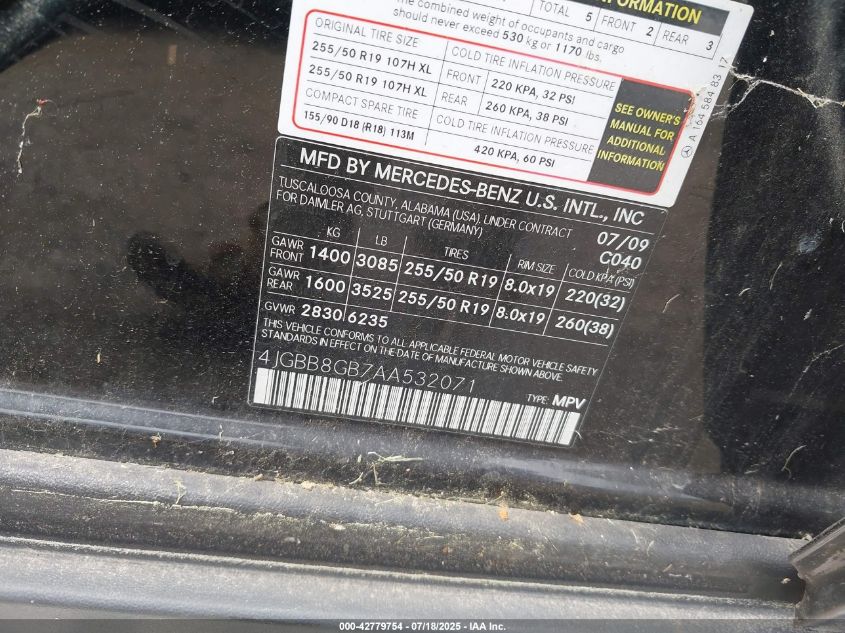 INFORMATION
TOTAL 5 FRONT 2 REAR 3
The combined weight of occupants and cargo
should never exceed 530 kg or 1170 lbs.
ORIGINAL TIRE SIZE COLD TIRE INFLATION PRESSURE
255/50 R19 107H XL FRONT 220 KPA, 32 PSI
255/50 R19 107H XL REAR 260 KPA, 38 PSI
COMPACT SPARE TIRE COLD TIRE INFLATION PRESSURE
155/90 D18 (R18) 113M 420 KPA, 60 PSI
SEE OWNER'S
MANUAL FOR
ADDITIONAL
INFORMATION
A 164 584 83 17
MFD BY MERCEDES-BENZ U.S. INTL., INC
TUSCALOOSA COUNTY, ALABAMA (USA). UNDER CONTRACT 07/09
FOR DAIMLER AG, STUTTGART (GERMANY) C040
KG LB TIRES RIM SIZE COLD KPA (PSI)
GAWR FRONT 1400 3085 255/50 R19 8.0x19 220(32)
GAWR REAR 1600 3525 255/50 R19 8.0x19 260(38)
GVWR 2830 6235
THIS VEHICLE CONFORMS TO ALL APPLICABLE FEDERAL MOTOR VEHICLE SAFETY
STANDARDS IN EFFECT ON THE DATE OF MANUFACTURE SHOWN ABOVE.
4JGBB8GB7AA532071
TYPE: MPV
000-42779754 - 07/18/2025 - IAA Inc.